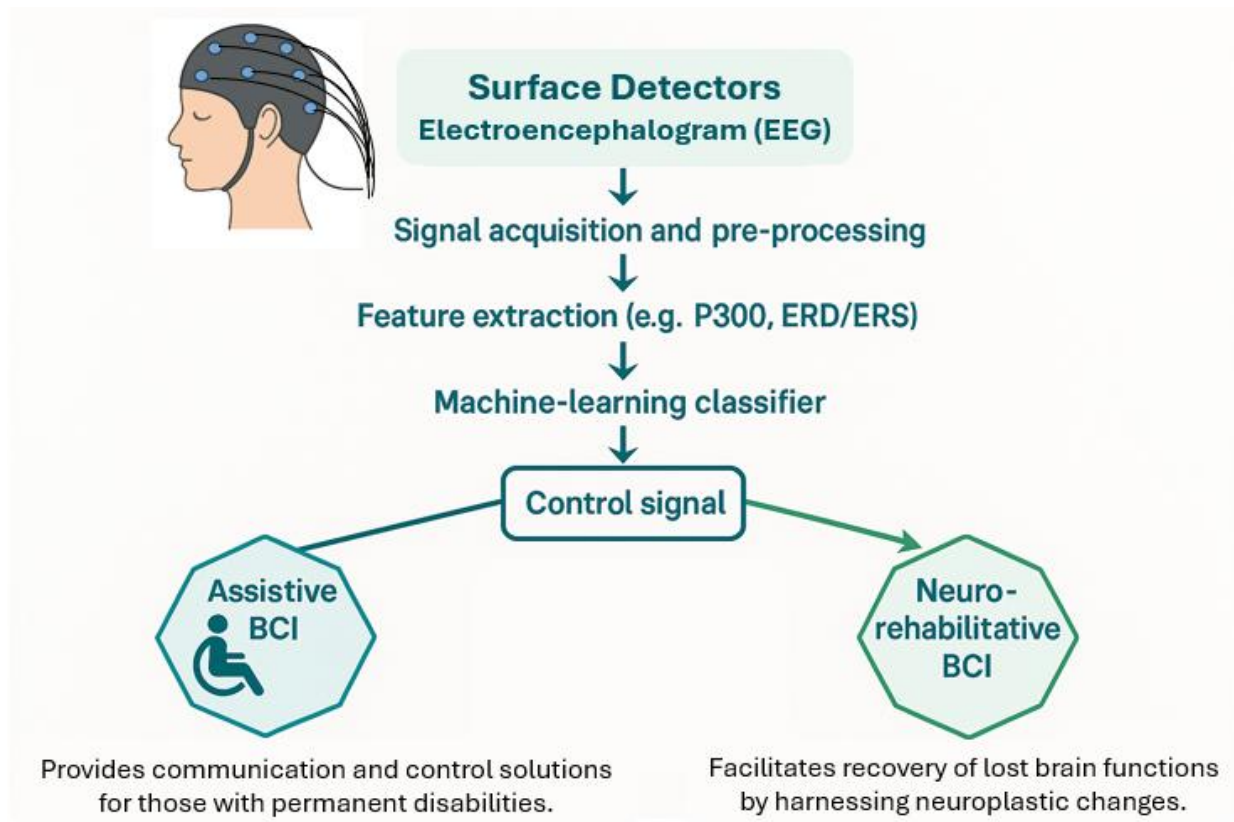 Surface Detectors
Electroencephalogram (EEG)
Signal acquisition and pre-processing
Feature extraction (e.g. P300, ERD/ERS)
Machine-learning classifier
Control signal
Assistive
BCI
Neuro-
rehabilitative
BCI
Provides communication and control solutions
for those with permanent disabilities.
Facilitates recovery of lost brain functions
by harnessing neuroplastic changes.